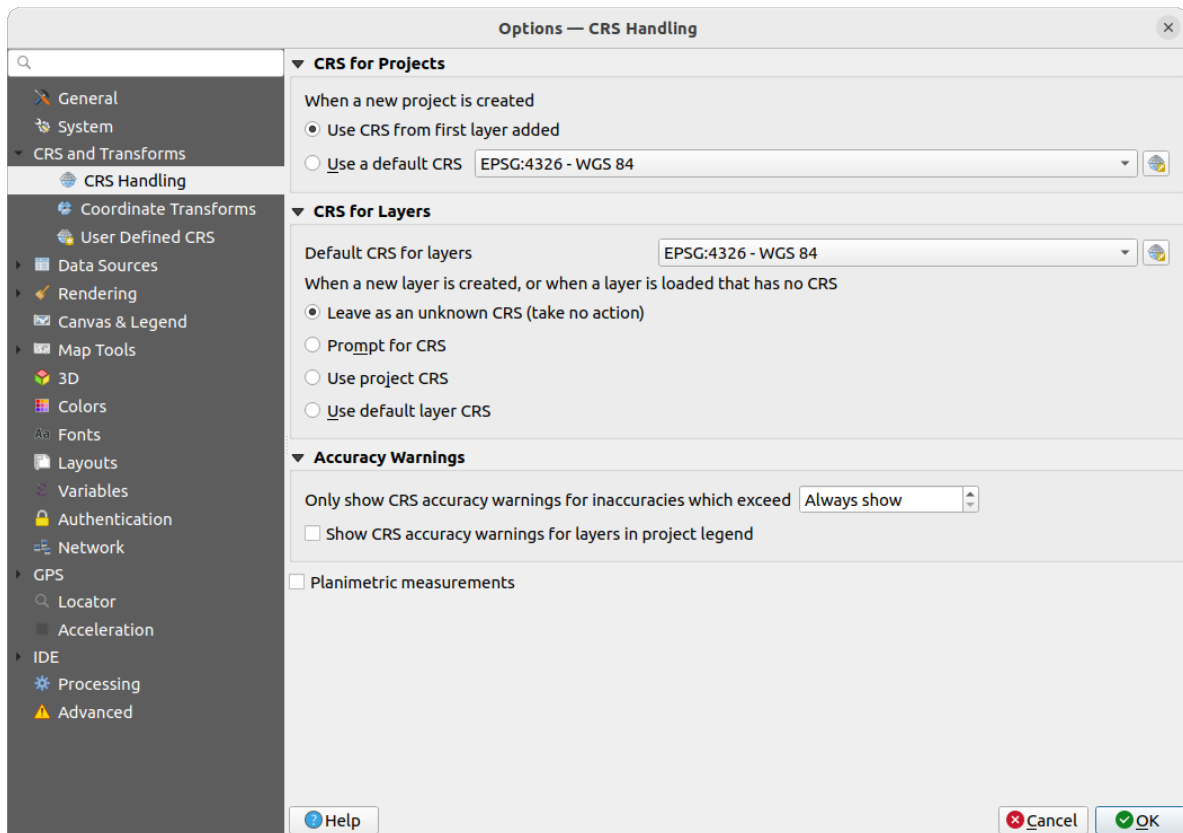 Options — CRS Handling
General
System
CRS and Transforms
CRS Handling
Coordinate Transforms
User Defined CRS
Data Sources
Rendering
Canvas & Legend
Map Tools
3D
Colors
Aa Fonts
Layouts
ε Variables
Authentication
Network
GPS
Locator
Acceleration
IDE
Processing
Advanced
CRS for Projects
When a new project is created
Use CRS from first layer added
Use a default CRS EPSG:4326 - WGS 84
CRS for Layers
Default CRS for layers EPSG:4326 - WGS 84
When a new layer is created, or when a layer is loaded that has no CRS
Leave as an unknown CRS (take no action)
Prompt for CRS
Use project CRS
Use default layer CRS
Accuracy Warnings
Only show CRS accuracy warnings for inaccuracies which exceed Always show
Show CRS accuracy warnings for layers in project legend
Planimetric measurements
Help Cancel OK